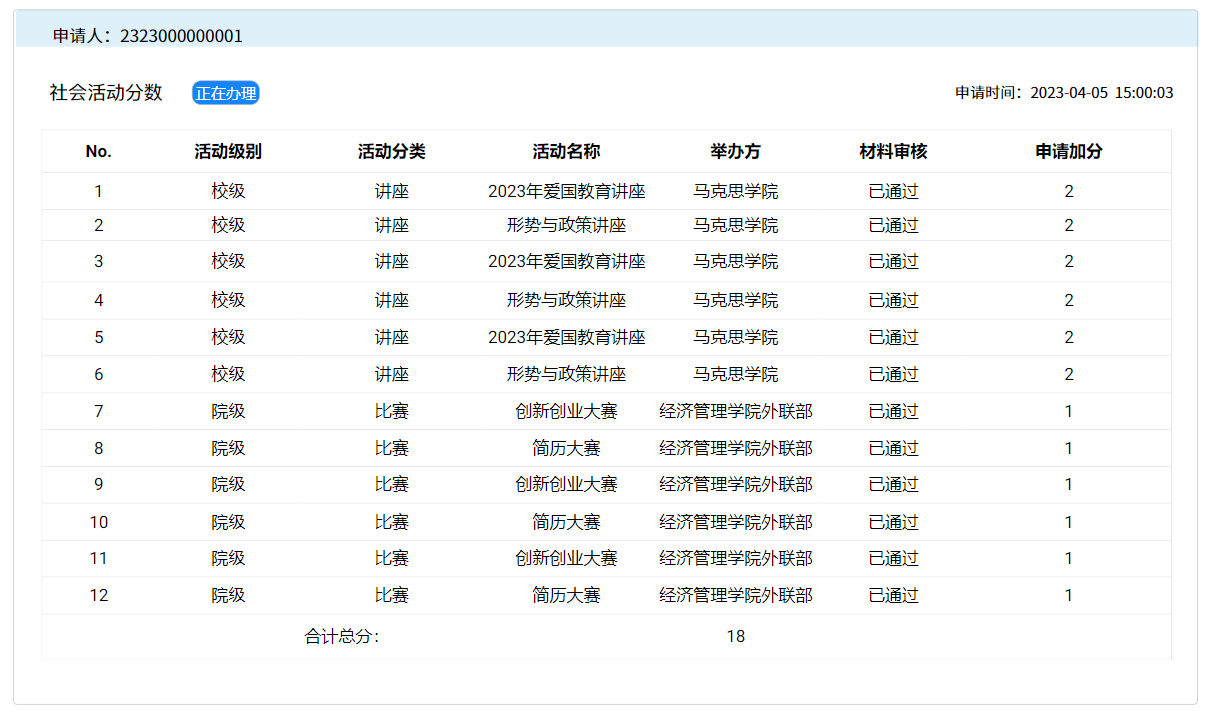 申请人：2323000000001
社会活动分数 正在办理 申请时间：2023-04-05 15:00:03
No. 活动级别 活动分类 活动名称 举办方 材料审核 申请加分
1 校级 讲座 2023年爱国教育讲座 马克思学院 已通过 2
2 校级 讲座 形势与政策讲座 马克思学院 已通过 2
3 校级 讲座 2023年爱国教育讲座 马克思学院 已通过 2
4 校级 讲座 形势与政策讲座 马克思学院 已通过 2
5 校级 讲座 2023年爱国教育讲座 马克思学院 已通过 2
6 校级 讲座 形势与政策讲座 马克思学院 已通过 2
7 院级 比赛 创新创业大赛 经济管理学院外联部 已通过 1
8 院级 比赛 简历大赛 经济管理学院外联部 已通过 1
9 院级 比赛 创新创业大赛 经济管理学院外联部 已通过 1
10 院级 比赛 简历大赛 经济管理学院外联部 已通过 1
11 院级 比赛 创新创业大赛 经济管理学院外联部 已通过 1
12 院级 比赛 简历大赛 经济管理学院外联部 已通过 1
合计总分： 18